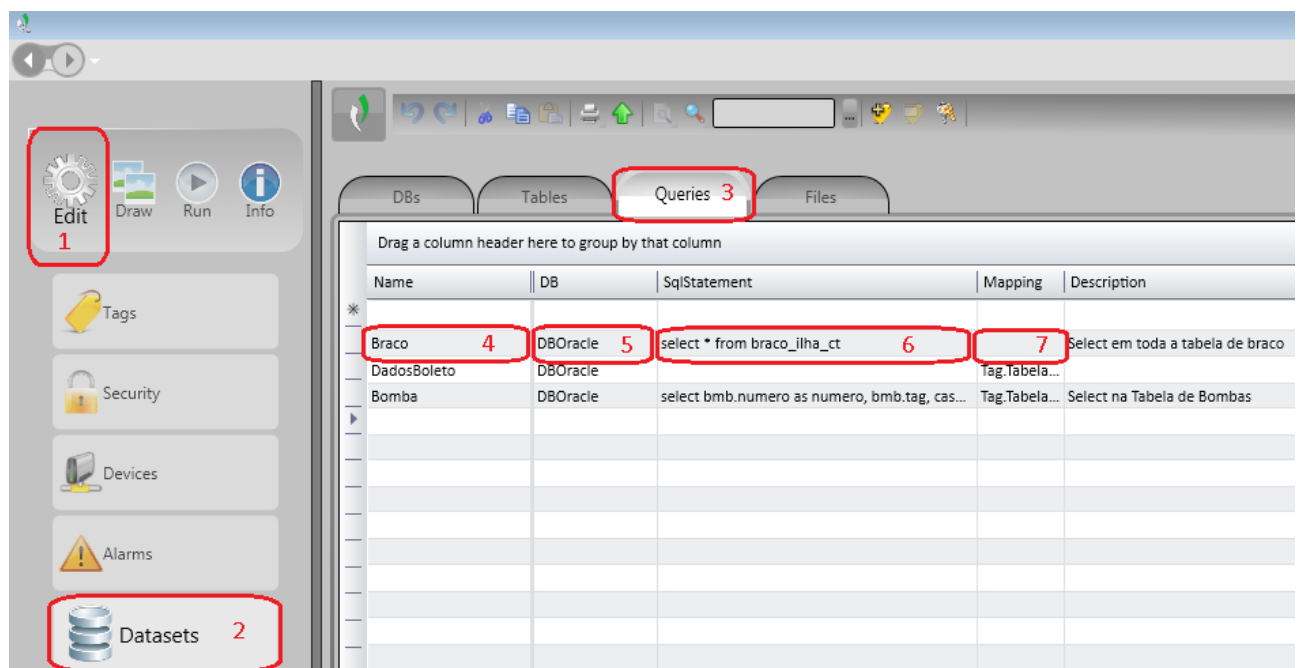 Edit
1
Draw
Run
Info
Tags
Security
Devices
Alarms
Datasets 2
...
DBs Tables Queries 3 Files
Drag a column header here to group by that column
Name DB SqlStatement Mapping Description
Braco 4 DBOracle 5 select * from braco_ilha_ct 6 7 Select em toda a tabela de braco
DadosBoleto DBOracle Tag.Tabela...
Bomba DBOracle select bmb.numero as numero, bmb.tag, cas... Tag.Tabela... Select na Tabela de Bombas